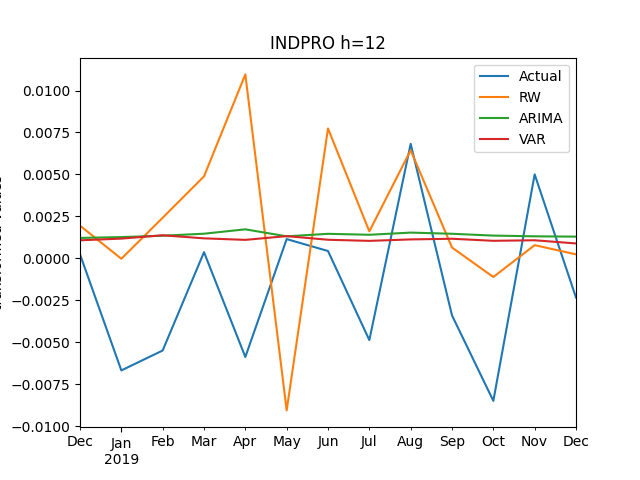 INDPRO h=12
Actual
RW
ARIMA
VAR
0.0100
0.0075
0.0050
0.0025
0.0000
−0.0025
−0.0050
−0.0075
−0.0100
Dec Jan Feb Mar Apr May Jun Jul Aug Sep Oct Nov Dec
2019